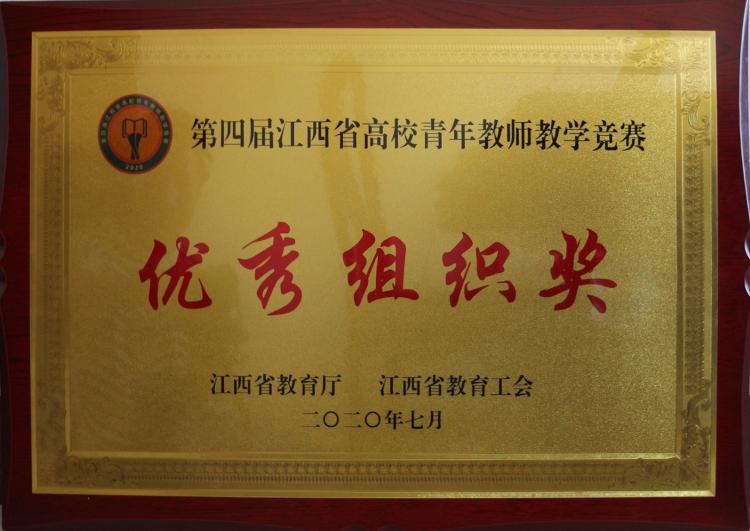 第四届江西省高校青年教师教学竞赛
优秀组织奖
江西省教育厅 江西省教育工会
二〇二〇年七月
2020